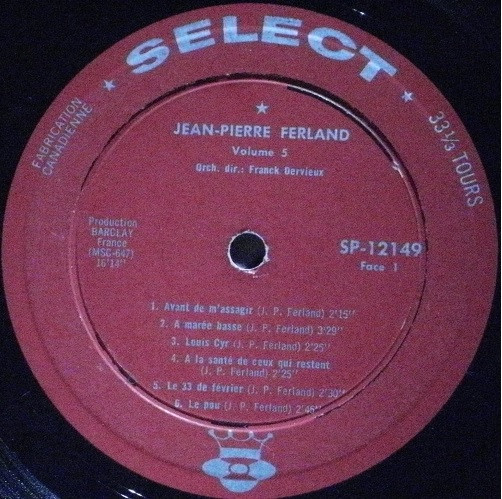 ★ SELECT ★
FABRICATION
CANADIENNE
33⅓ TOURS
★
JEAN-PIERRE FERLAND
Volume 5
Orch. dir.: Franck Dervieux
Production
BARCLAY
France
(MSC-647)
16'14"
SP-12149
Face 1
1. Avant de m'assagir (J. P. Ferland) 2'15"
2. A marée basse (J. P. Ferland) 3'29"
3. Louis Cyr (J. P. Ferland) 2'25"
4. A la santé de ceux qui restent
(J. P. Ferland) 2'25"
5. Le 33 de février (J. P. Ferland) 2'30"
6. Le pou (J. P. Ferland) 2'45"